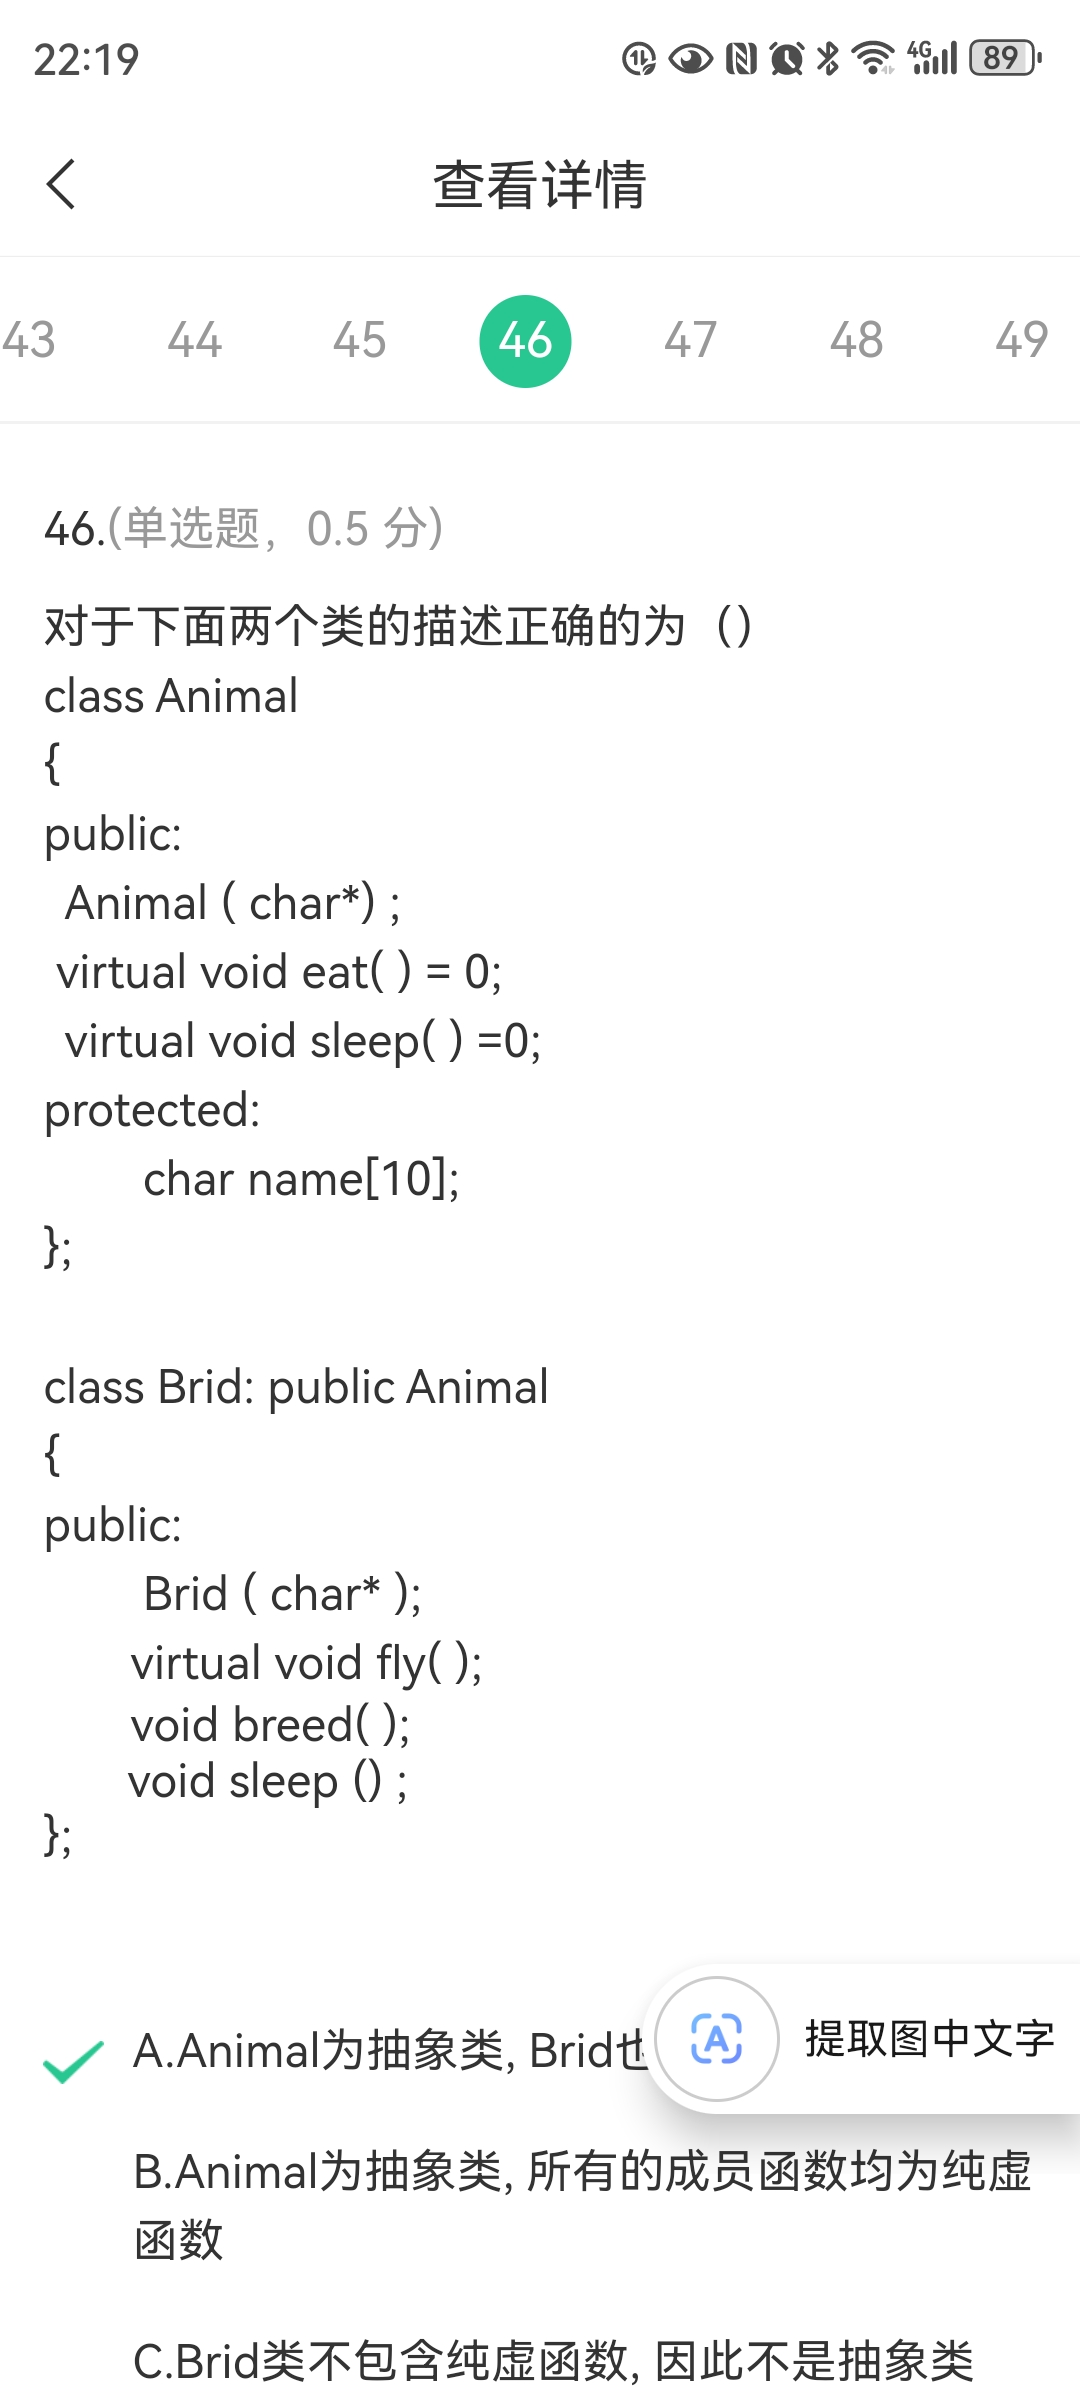 22:19
4G
89
查看详情
43 44 45 46 47 48 49
46.(单选题，0.5 分)
对于下面两个类的描述正确的为（）
class Animal
{
public:
Animal ( char*) ;
virtual void eat( ) = 0;
virtual void sleep( ) =0;
protected:
char name[10];
};
class Brid: public Animal
{
public:
Brid ( char* );
virtual void fly( );
void breed( );
void sleep () ;
};
A.Animal为抽象类, Brid也
提取图中文字
B.Animal为抽象类, 所有的成员函数均为纯虚
函数
C.Brid类不包含纯虚函数, 因此不是抽象类